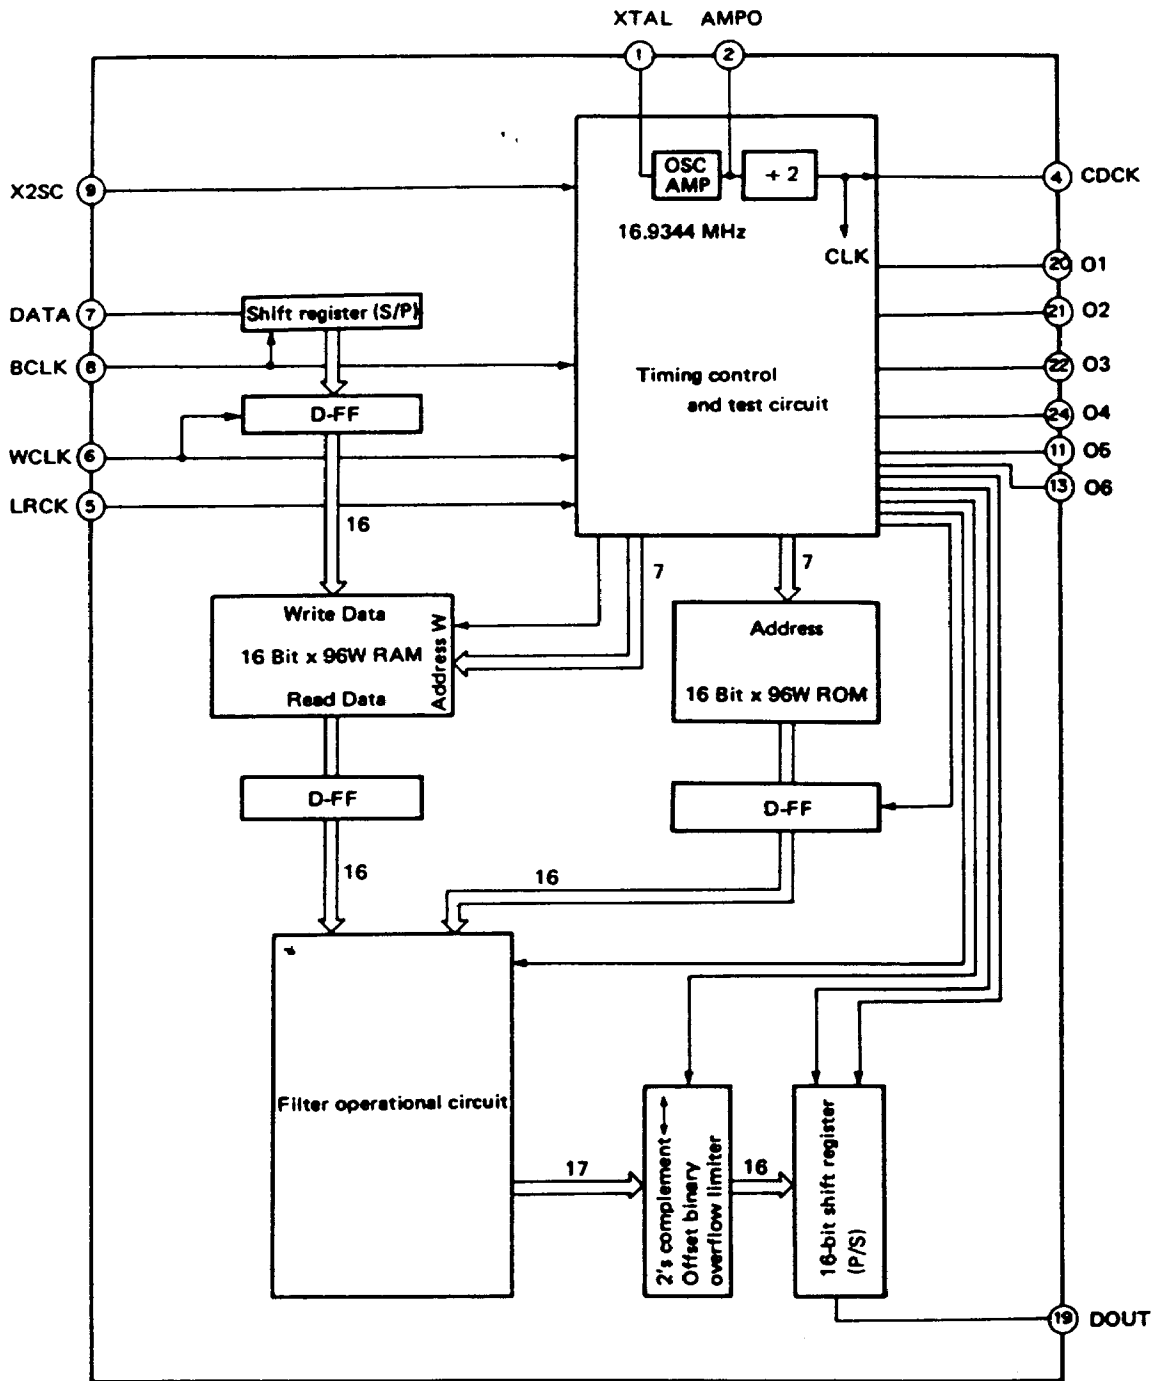 XTAL AMPO
1 2
OSC
AMP
÷ 2
X2SC 9
4 CDCK
16.9344 MHz
CLK
20 O1
DATA 7
Shift register (S/P)
21 O2
BCLK 8
22 O3
Timing control
and test circuit
D-FF
24 O4
WCLK 6
11 O5
13 O6
LRCK 5
16
7
7
Write Data
16 Bit x 96W RAM
Read Data
Address W
Address
16 Bit x 96W ROM
D-FF
D-FF
16
16
Filter operational circuit
17
2's complement ↔
Offset binary
overflow limiter
16
16-bit shift register
(P/S)
19 DOUT